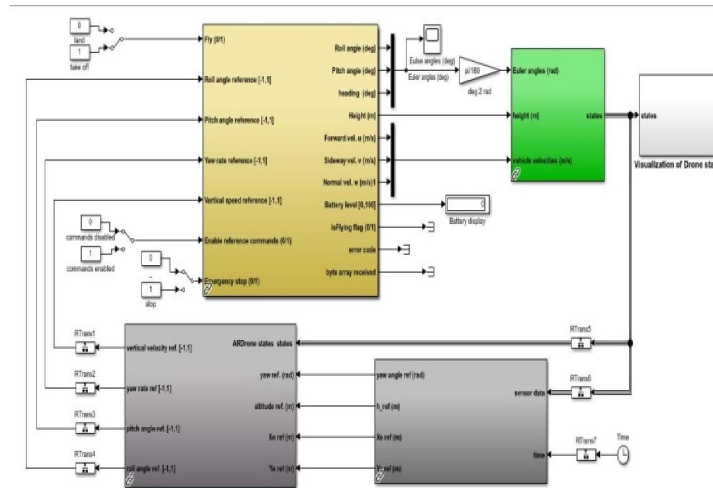 0
land
1
take off
Fly (0/1)
Roll angle reference [-1,1]
Pitch angle reference [-1,1]
Yaw rate reference [-1,1]
Vertical speed reference [-1,1]
0
commands disabled
1
commands enabled
Enable reference commands (0/1)
0
1
stop
Emergency stop (0/1)
Roll angle (deg)
Pitch angle (deg)
heading (deg)
Height (m)
Forward vel. u (m/s)
Sideway vel. v (m/s)
Normal vel. w (m/s)1
Battery level [0,100]
isFlying flag (0/1)
error code
byte array received
Euler angles (deg)
pi/180
deg 2 rad
0
Battery display
Euler angles (rad)
height (m)
vehicle velocities (m/s)
states
states
Visualization of Drone sta
RTrans1
RTrans2
RTrans3
RTrans4
vertical velocity ref. [-1,1]
yaw rate ref [-1,1]
pitch angle ref. [-1,1]
roll angle ref. [-1,1]
ARDrone states states
yaw ref. (rad)
altitude ref. (m)
Xe ref (m)
Ye ref (m)
yaw angle ref (rad)
h_ref (m)
Xe ref (m)
Ye ref (m)
sensor data
time
RTrans5
RTrans6
RTrans7
Time